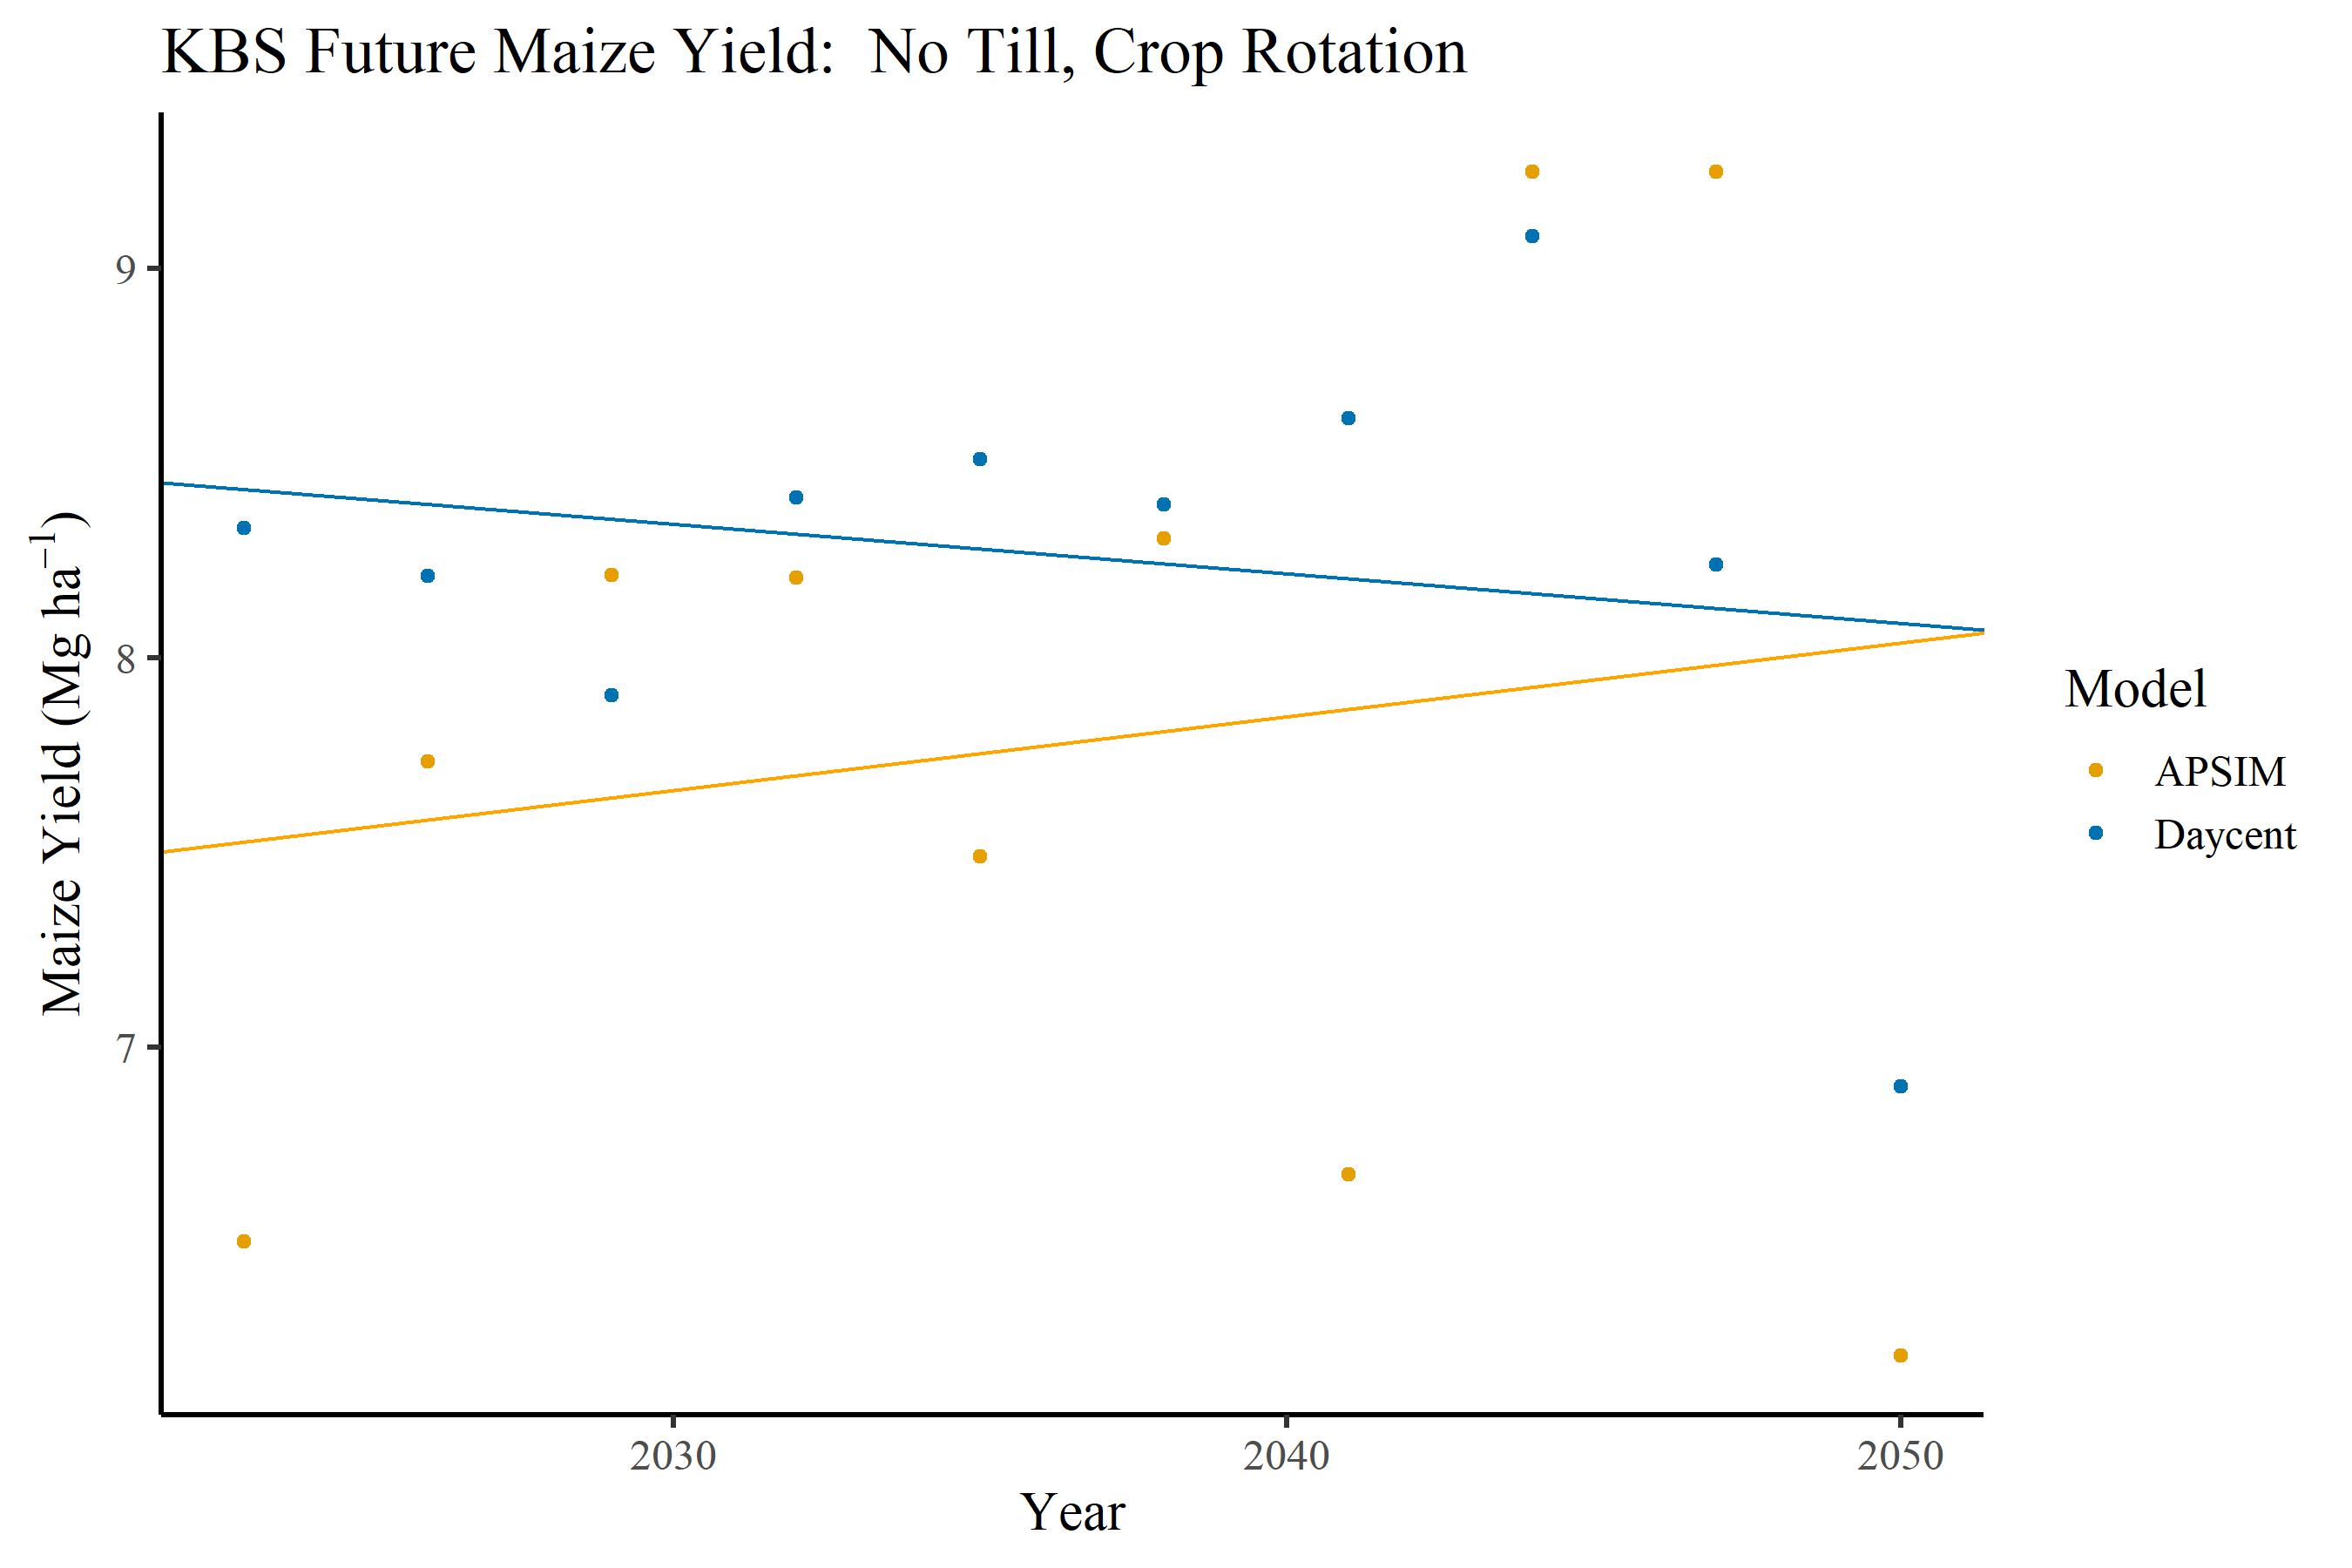 KBS Future Maize Yield:  No Till, Crop Rotation
Maize Yield (Mg ha⁻¹)
9
8
7
2030 2040 2050
Year
Model
APSIM
Daycent